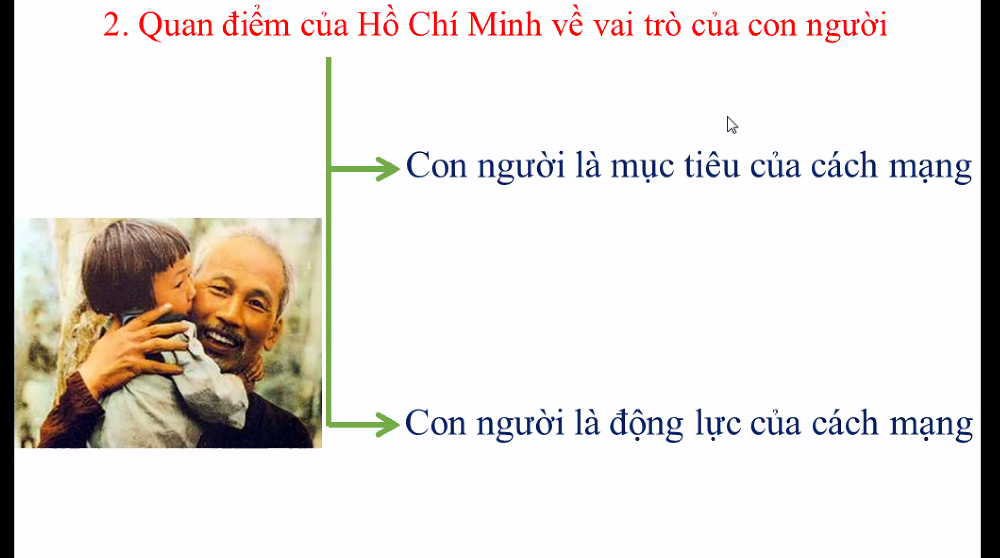 2. Quan điểm của Hồ Chí Minh về vai trò của con người
Con người là mục tiêu của cách mạng
Con người là động lực của cách mạng